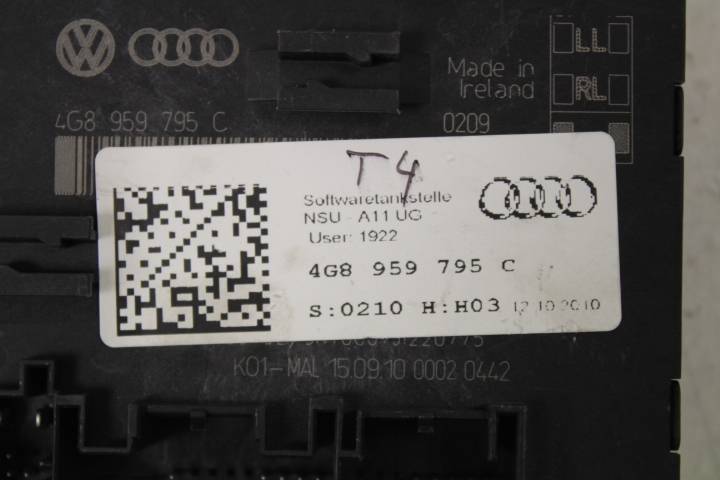 LL
Made in
Ireland
RL
4G8 959 795 C
0209
T4
Softwaretankstelle
NSU - A11 UG
User: 1922
4G8 959 795 C
S:0210 H:H03 12.10.2010
K01-MAL 15.09.10 0002 0442